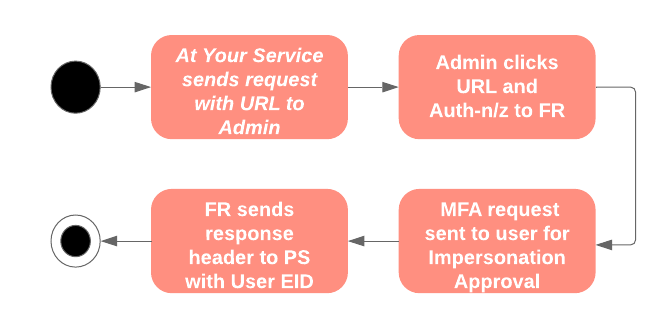 At Your Service
sends request
with URL to
Admin
Admin clicks
URL and
Auth-n/z to FR
MFA request
sent to user for
Impersonation
Approval
FR sends
response
header to PS
with User EID